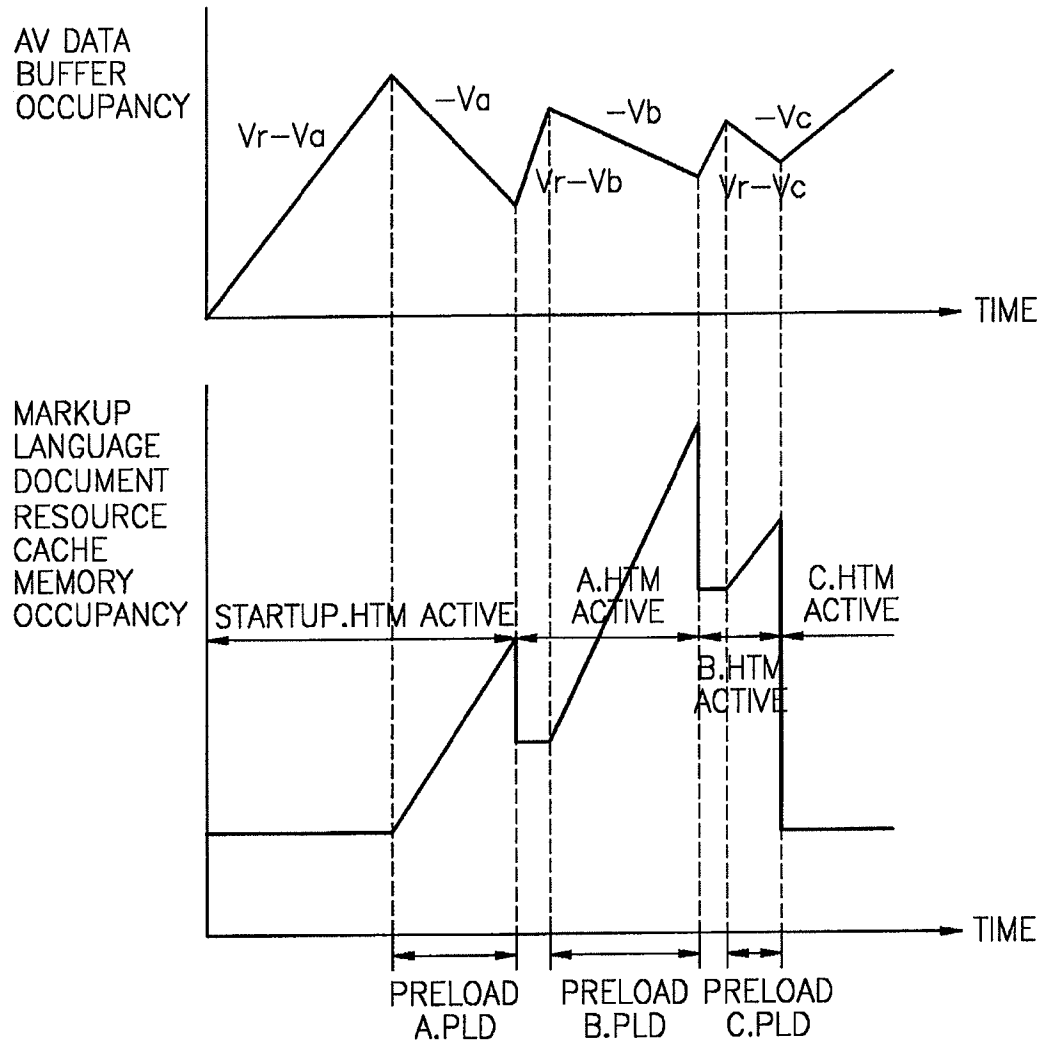 AV DATA
BUFFER
OCCUPANCY
Vr-Va
-Va
Vr-Vb
-Vb
Vr-Vc
-Vc
TIME
MARKUP
LANGUAGE
DOCUMENT
RESOURCE
CACHE
MEMORY
OCCUPANCY
STARTUP.HTM ACTIVE
A.HTM
ACTIVE
B.HTM
ACTIVE
C.HTM
ACTIVE
TIME
PRELOAD
A.PLD
PRELOAD
B.PLD
PRELOAD
C.PLD